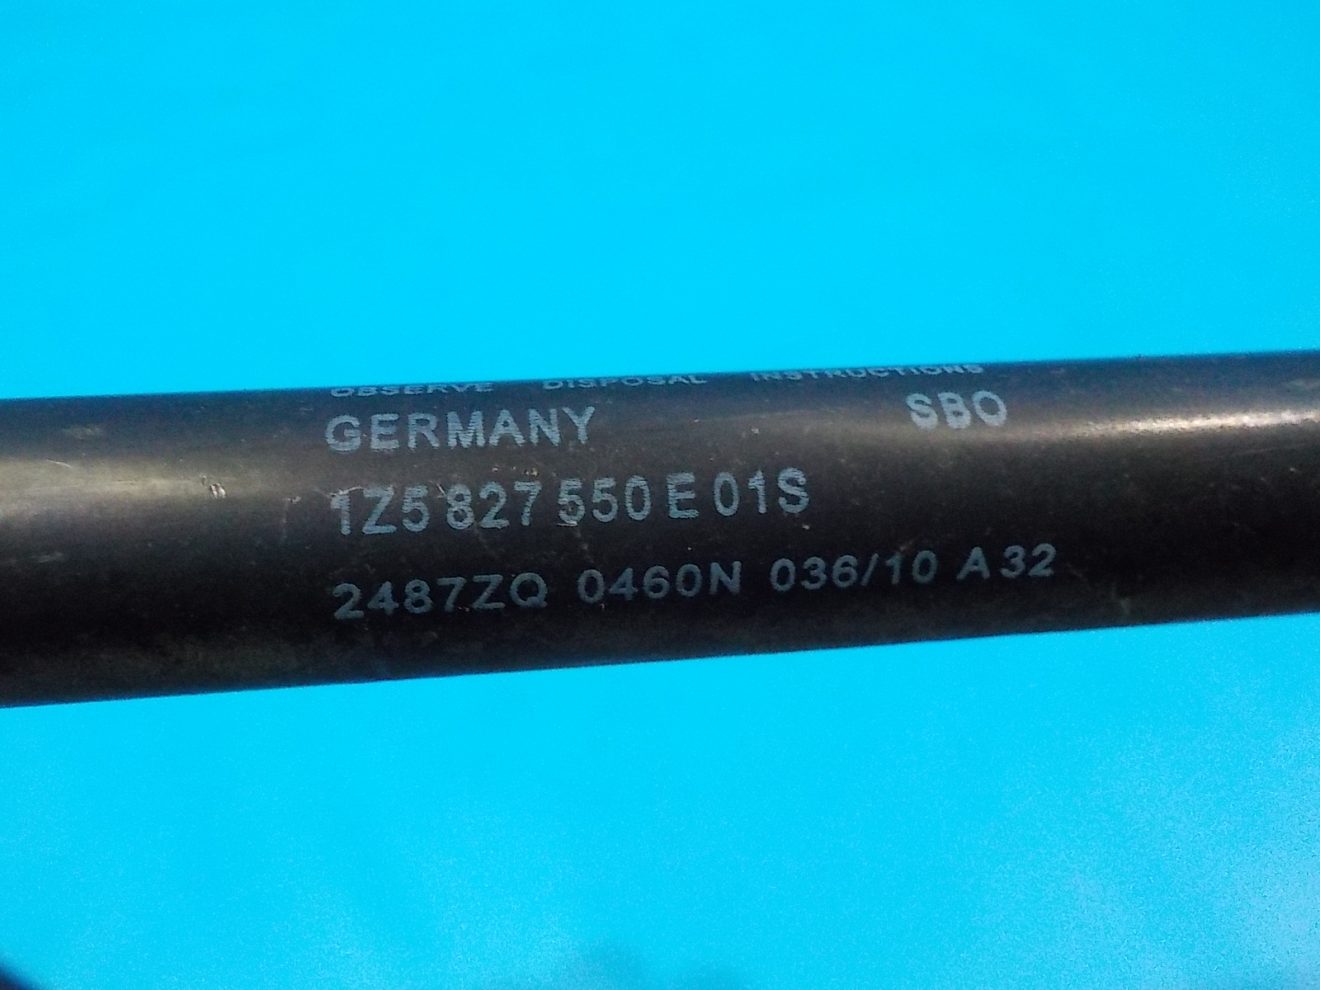 OBSERVE DISPOSAL INSTRUCTIONS
GERMANY SBO
1Z5 827 550 E 01S
2487ZQ 0460N 036/10 A32